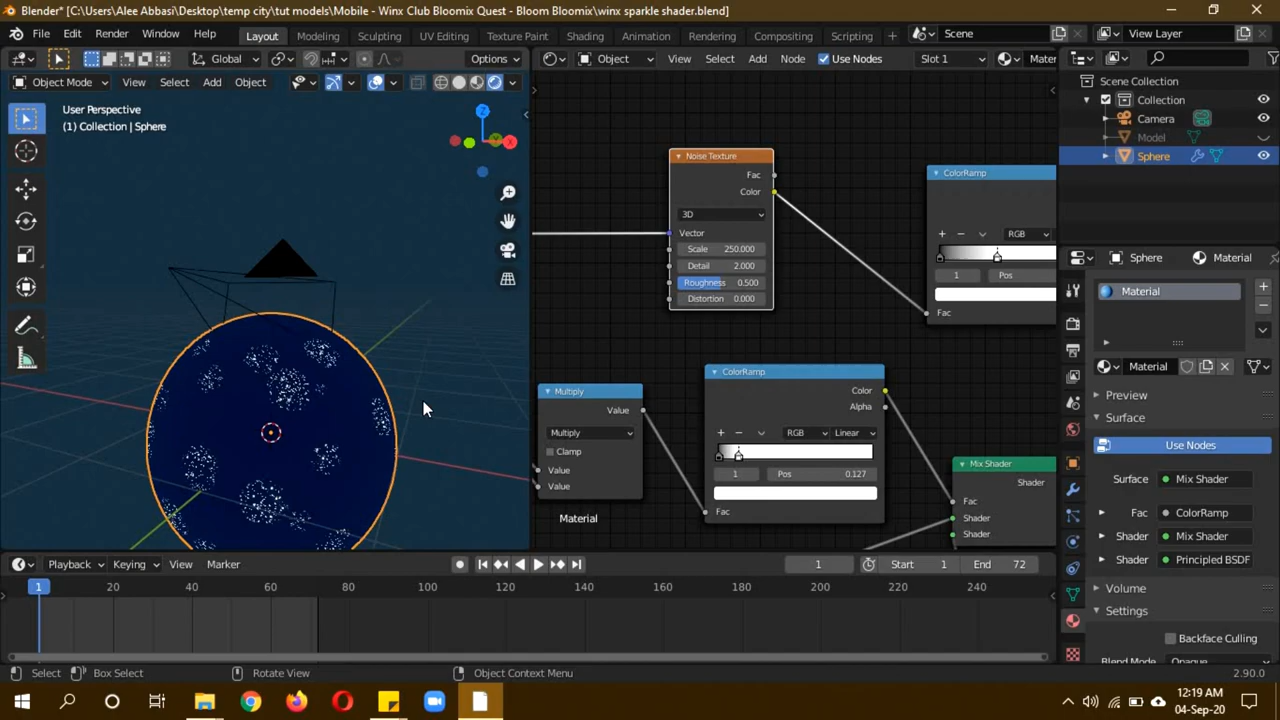 Blender* [C:\Users\Alee Abbasi\Desktop\temp city\tut models\Mobile - Winx Club Bloomix Quest - Bloom Bloomix\winx sparkle shader.blend]
File Edit Render Window Help Layout Modeling Sculpting UV Editing Texture Paint Shading Animation Rendering Compositing Scripting Scene View Layer
Global Options Object View Select Add Node Use Nodes Slot 1 Mater
Object Mode View Select Add Object
User Perspective
(1) Collection | Sphere
Z
X
Y
Scene Collection
Collection
Camera
Model
Sphere
Noise Texture
Fac
Color
3D
Vector
Scale 250.000
Detail 2.000
Roughness 0.500
Distortion 0.000
ColorRamp
RGB
1 Pos
Fac
Multiply
Value
Multiply
Clamp
Value
Value
ColorRamp
Color
Alpha
RGB Linear
1 Pos 0.127
Fac
Mix Shader
Shader
Fac
Shader
Shader
Material
Sphere Material
Material
Material
Preview
Surface
Use Nodes
Surface Mix Shader
Fac ColorRamp
Shader Mix Shader
Shader Principled BSDF
Volume
Settings
Backface Culling
Blend Mode Opaque
Playback Keying View Marker 1 Start 1 End 72
1 20 40 60 80 100 120 140 160 180 200 220 240
Select Box Select Rotate View Object Context Menu 2.90.0
12:19 AM
04-Sep-20